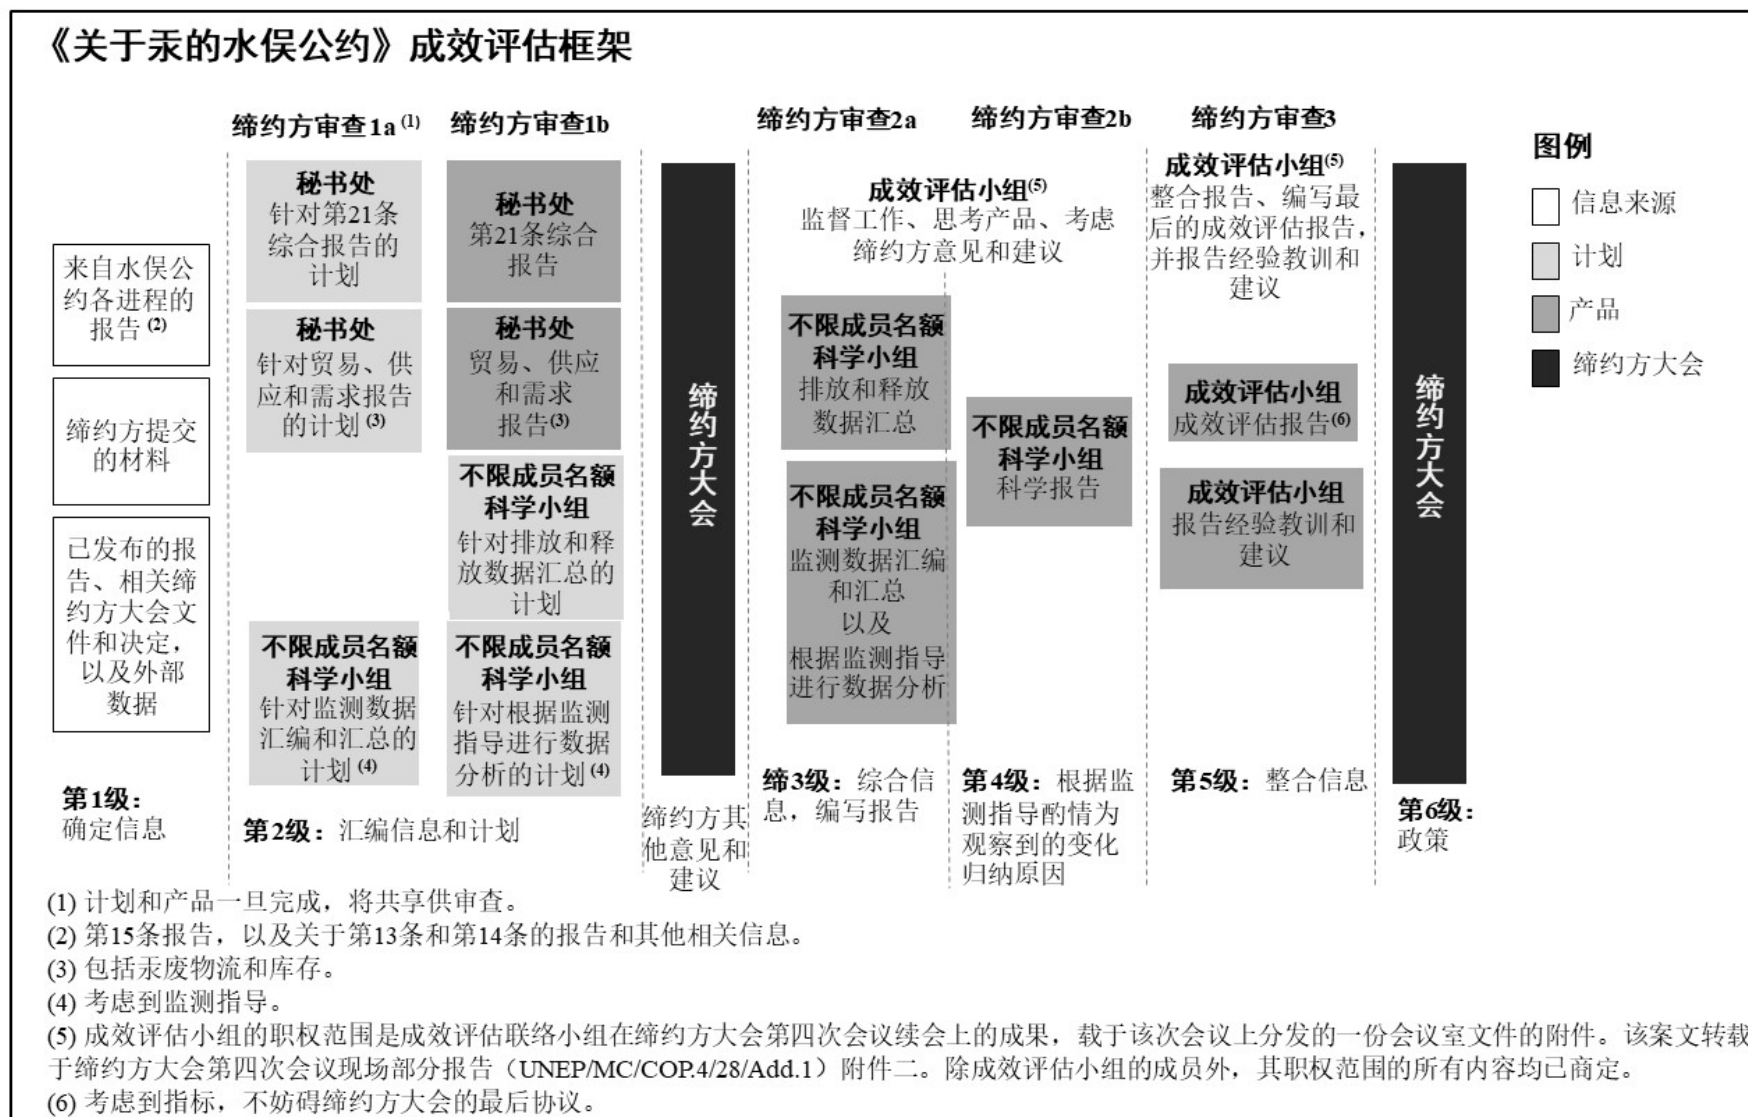 《关于汞的水俣公约》成效评估框架
缔约方审查1a (1)
缔约方审查1b
缔约方审查2a
缔约方审查2b
缔约方审查3
来自水俣公
约各进程的
报告 (2)
缔约方提交
的材料
已发布的报
告、相关缔
约方大会文
件和决定，
以及外部
数据
第1级：
确定信息
秘书处
针对第21条
综合报告的
计划
秘书处
针对贸易、供
应和需求报告
的计划 (3)
不限成员名额
科学小组
针对监测数据
汇编和汇总的
计划 (4)
秘书处
第21条综合
报告
秘书处
贸易、供应
和需求
报告(3)
不限成员名额
科学小组
针对排放和释
放数据汇总的
计划
不限成员名额
科学小组
针对根据监测
指导进行数据
分析的计划 (4)
第2级：汇编信息和计划
缔约方大会
缔约方其
他意见和
建议
成效评估小组(5)
监督工作、思考产品、考虑
缔约方意见和建议
不限成员名额
科学小组
排放和释放
数据汇总
不限成员名额
科学小组
监测数据汇编
和汇总
以及
根据监测指导
进行数据分析
缔3级：综合信
息，编写报告
不限成员名额
科学小组
科学报告
第4级：根据监
测指导酌情为
观察到的变化
归纳原因
成效评估小组(5)
整合报告、编写最
后的成效评估报告，
并报告经验教训和
建议
成效评估小组
成效评估报告(6)
成效评估小组
报告经验教训和
建议
第5级：整合信息
缔约方大会
第6级：
政策
图例
信息来源
计划
产品
缔约方大会
(1) 计划和产品一旦完成，将共享供审查。
(2) 第15条报告，以及关于第13条和第14条的报告和其他相关信息。
(3) 包括汞废物流和库存。
(4) 考虑到监测指导。
(5) 成效评估小组的职权范围是成效评估联络小组在缔约方大会第四次会议续会上的成果，载于该次会议上分发的一份会议室文件的附件。该案文转载
于缔约方大会第四次会议现场部分报告（UNEP/MC/COP.4/28/Add.1）附件二。除成效评估小组的成员外，其职权范围的所有内容均已商定。
(6) 考虑到指标，不妨碍缔约方大会的最后协议。